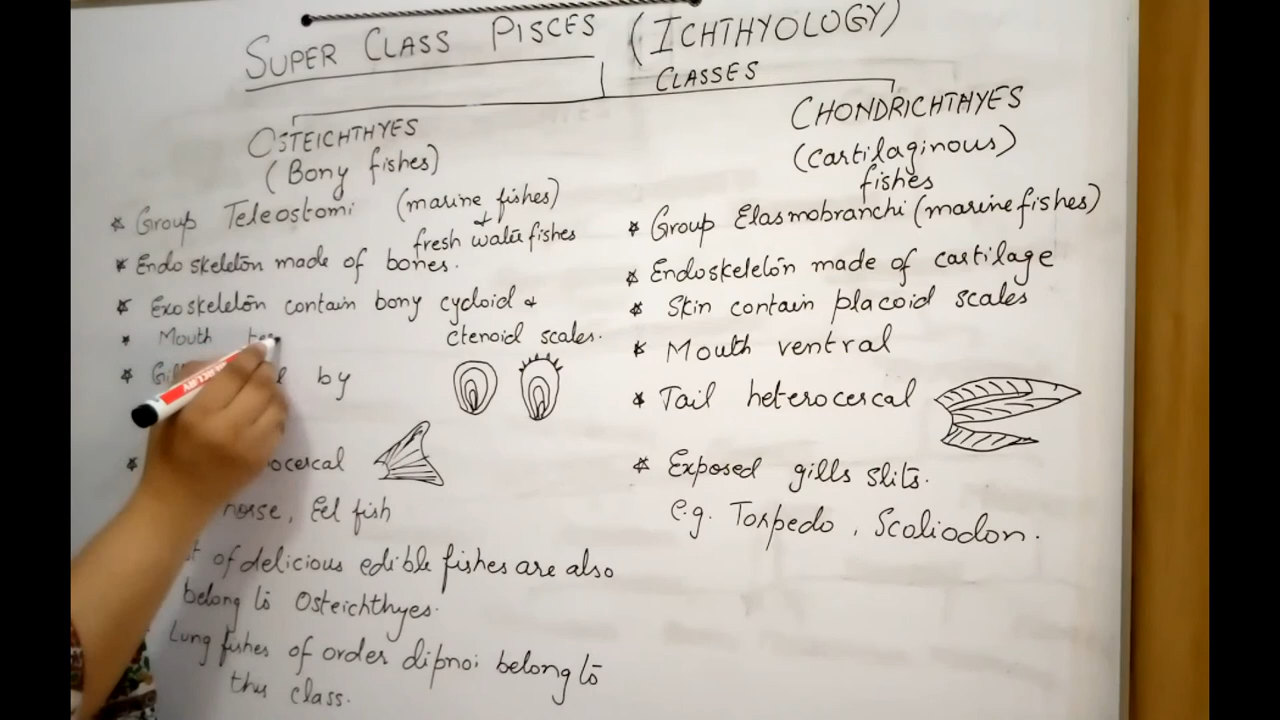 SUPER CLASS PISCES (ICHTHYOLOGY)
CLASSES
OSTEICHTHYES
(Bony fishes)
* Group Teleostomi (marine fishes)
+
fresh water fishes
* Endo skeleton made of bones.
* Exoskeleton contain bony cycloid +
ctenoid scales.
* Mouth
* by
* ocercal
Eel fish
of delicious edible fishes are also
belong to Osteichthyes.
Lung fishes of order dipnoi belong to
this class.
CHONDRICHTHYES
(Cartilaginous)
fishes
* Group Elasmobranchi (marine fishes)
* Endoskeleton made of cartilage
* Skin contain placoid scales
* Mouth ventral
* Tail heterocercal
* Exposed gills slits.
e.g. Torpedo, Scoliodon.